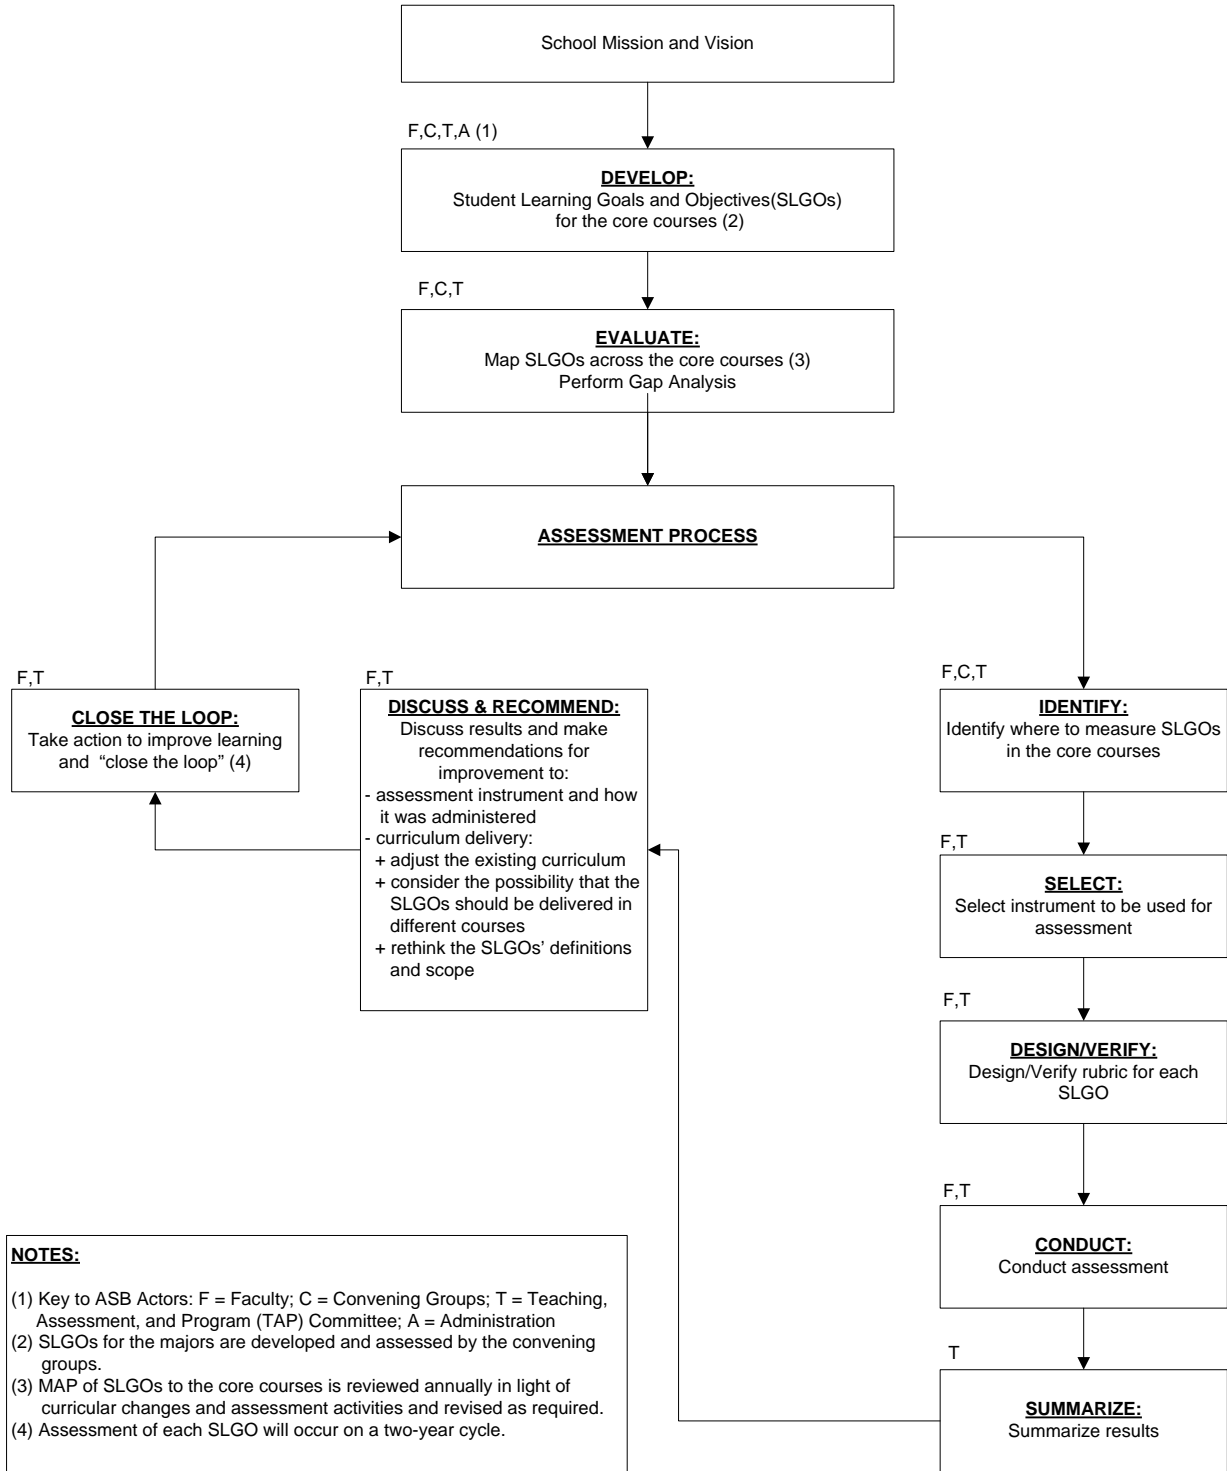 School Mission and Vision
F,C,T,A (1)
DEVELOP:
Student Learning Goals and Objectives(SLGOs)
for the core courses (2)
F,C,T
EVALUATE:
Map SLGOs across the core courses (3)
Perform Gap Analysis
ASSESSMENT PROCESS
F,T
CLOSE THE LOOP:
Take action to improve learning
and “close the loop” (4)
F,T
DISCUSS & RECOMMEND:
Discuss results and make
recommendations for
improvement to:
- assessment instrument and how
it was administered
- curriculum delivery:
+ adjust the existing curriculum
+ consider the possibility that the
SLGOs should be delivered in
different courses
+ rethink the SLGOs’ definitions
and scope
F,C,T
IDENTIFY:
Identify where to measure SLGOs
in the core courses
F,T
SELECT:
Select instrument to be used for
assessment
F,T
DESIGN/VERIFY:
Design/Verify rubric for each
SLGO
F,T
CONDUCT:
Conduct assessment
T
SUMMARIZE:
Summarize results
NOTES:
(1) Key to ASB Actors: F = Faculty; C = Convening Groups; T = Teaching,
Assessment, and Program (TAP) Committee; A = Administration
(2) SLGOs for the majors are developed and assessed by the convening
groups.
(3) MAP of SLGOs to the core courses is reviewed annually in light of
curricular changes and assessment activities and revised as required.
(4) Assessment of each SLGO will occur on a two-year cycle.